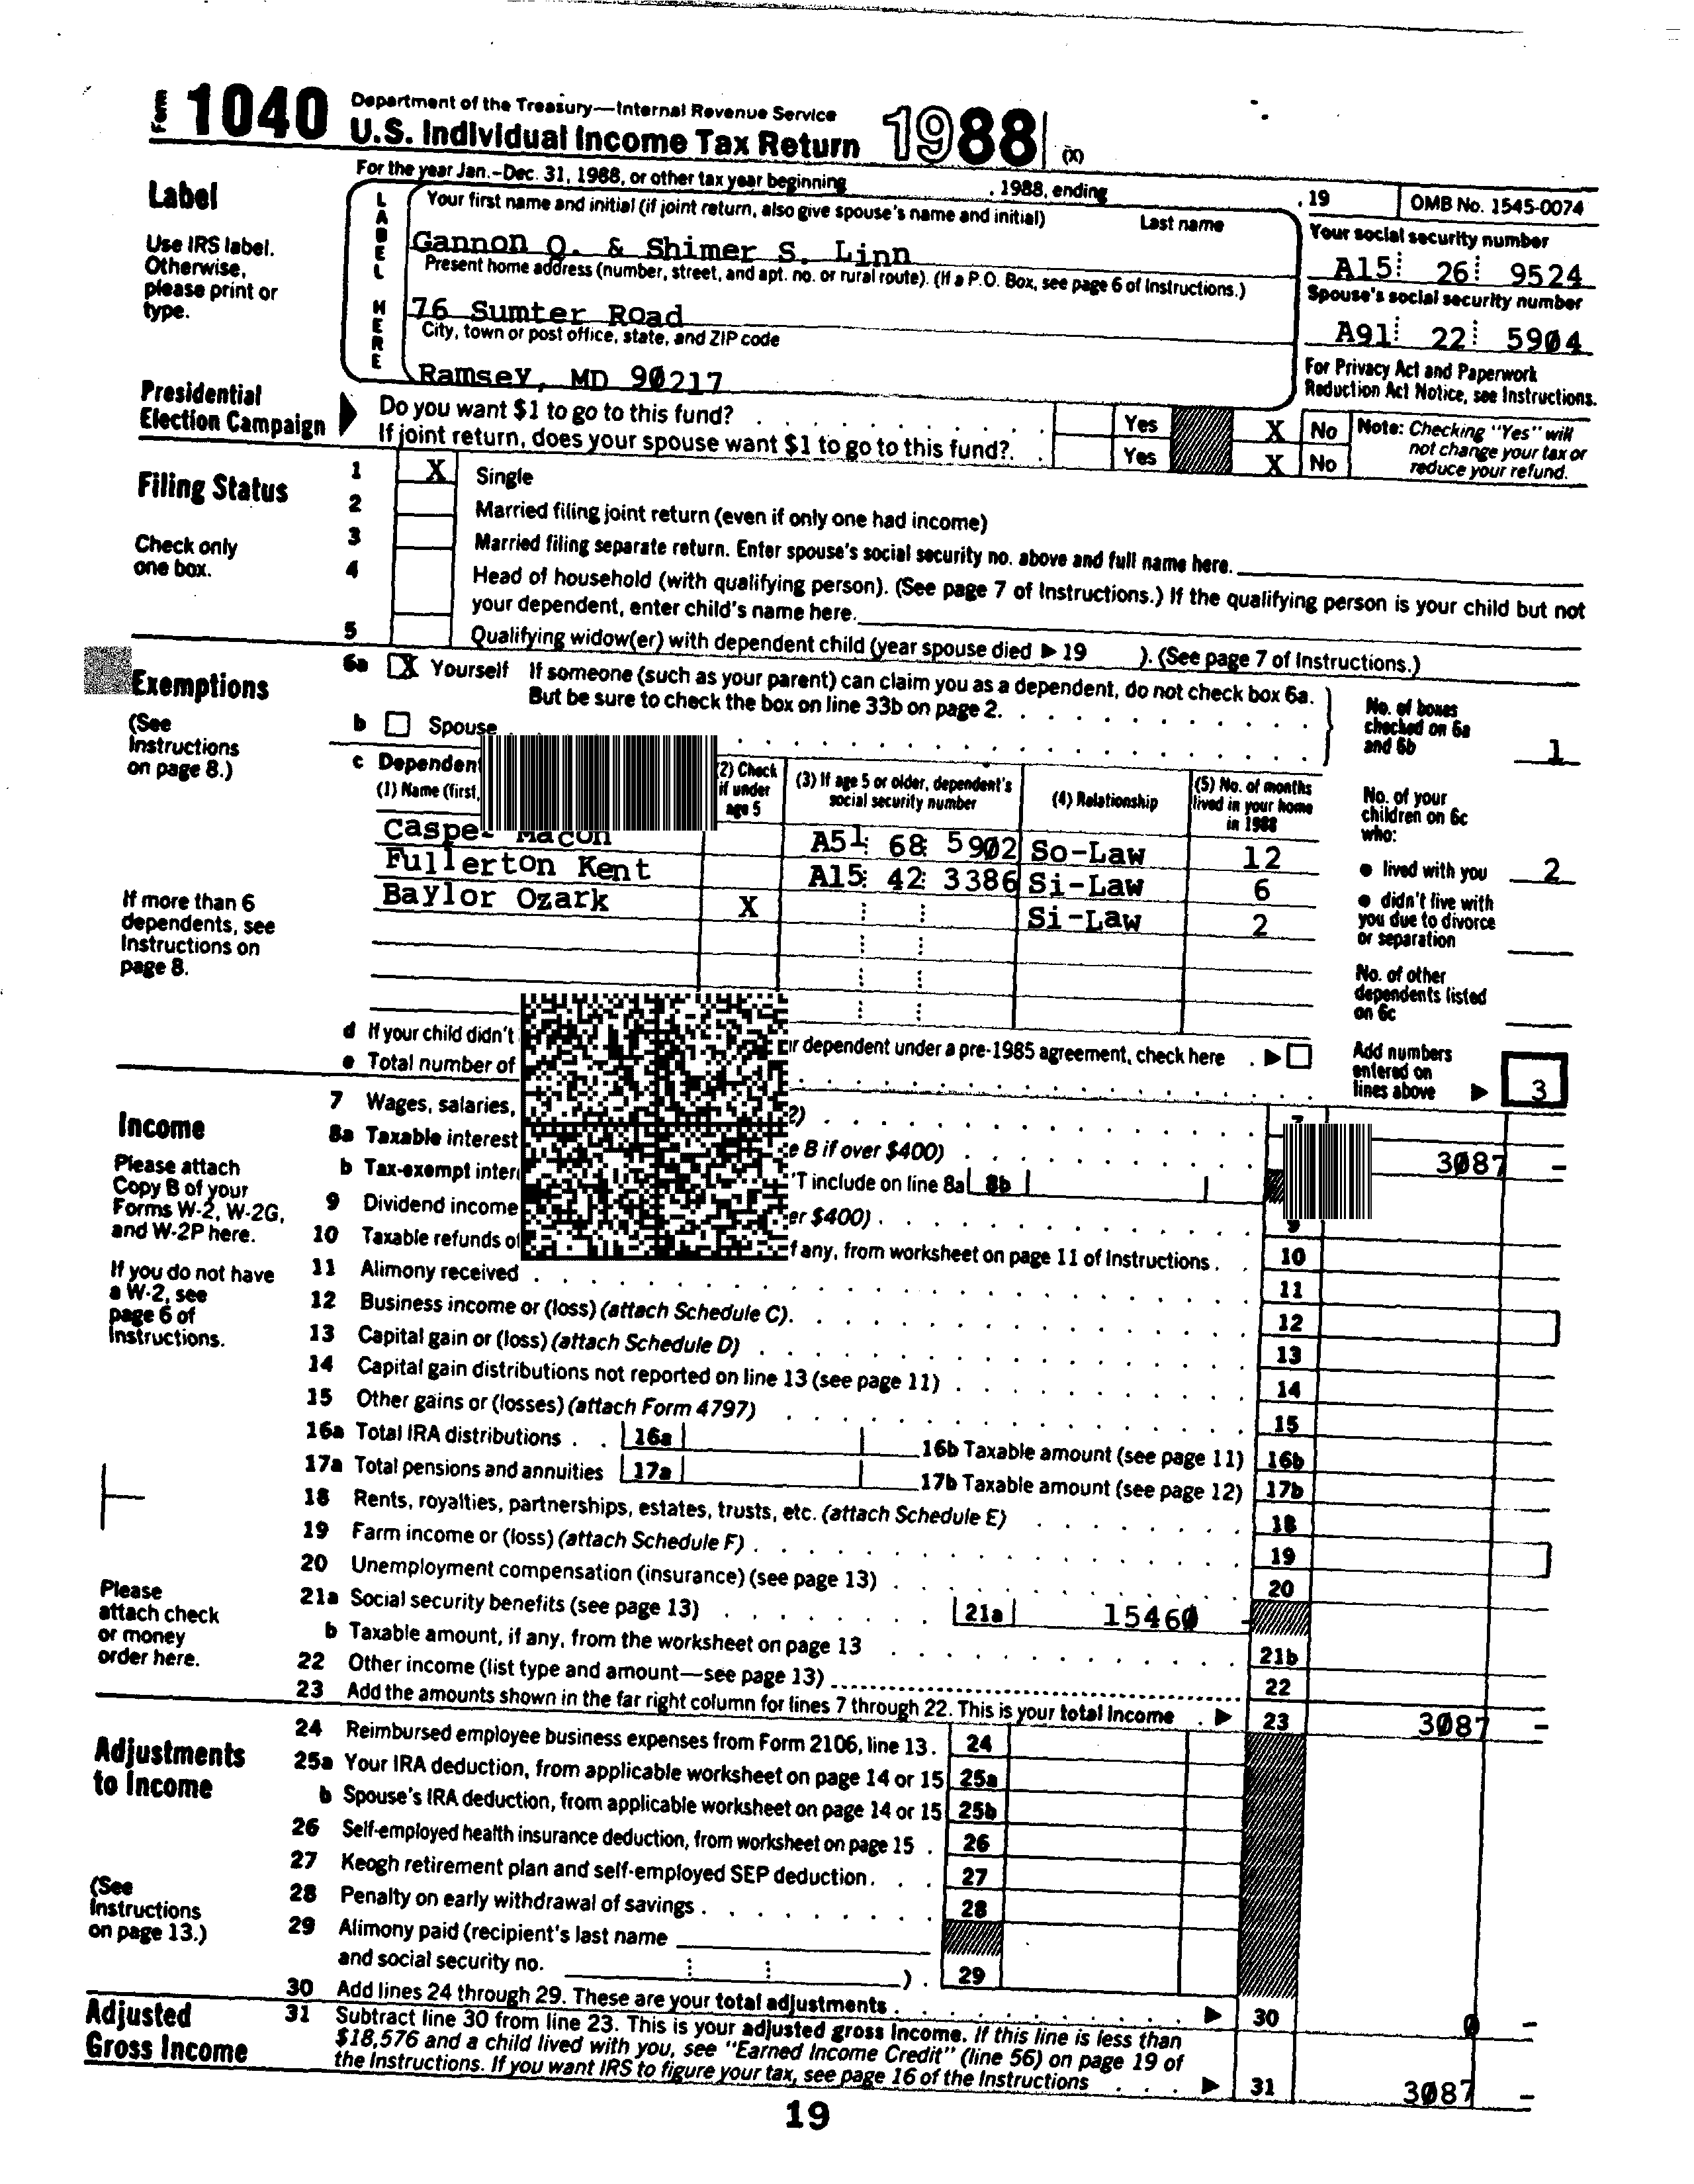 Form 1040 Department of the Treasury—Internal Revenue Service
U.S. Individual Income Tax Return 1988 (X)
For the year Jan.-Dec. 31, 1988, or other tax year beginning , 1988, ending , 19 OMB No. 1545-0074
Label
Use IRS label.
Otherwise,
please print or
type.
LABEL HERE
Your first name and initial (if joint return, also give spouse's name and initial) Last name
Gannon Q. & Shimer S. Linn
Present home address (number, street, and apt. no. or rural route). (If a P.O. Box, see page 6 of Instructions.)
76 Sumter Road
City, town or post office, state, and ZIP code
Ramsey, MD 90217
Your social security number
A15 26 9524
Spouse's social security number
A91 22 5904
For Privacy Act and Paperwork
Reduction Act Notice, see Instructions.
Presidential
Election Campaign
Do you want $1 to go to this fund? Yes X No
If joint return, does your spouse want $1 to go to this fund? Yes X No
Note: Checking "Yes" will
not change your tax or
reduce your refund.
Filing Status
Check only
one box.
1 X Single
2 Married filing joint return (even if only one had income)
3 Married filing separate return. Enter spouse's social security no. above and full name here.
4 Head of household (with qualifying person). (See page 7 of Instructions.) If the qualifying person is your child but not
your dependent, enter child's name here.
5 Qualifying widow(er) with dependent child (year spouse died ▶ 19 ). (See page 7 of Instructions.)
Exemptions
(See
Instructions
on page 8.)
If more than 6
dependents, see
Instructions on
page 8.
6a X Yourself If someone (such as your parent) can claim you as a dependent, do not check box 6a.
But be sure to check the box on line 33b on page 2.
b Spouse
No. of boxes
checked on 6a
and 6b 1
c Dependen
(1) Name (first,
(2) Check
if under
age 5
(3) If age 5 or older, dependent's
social security number
(4) Relationship
(5) No. of months
lived in your home
in 1988
Casper Macon A51 68 5902 So-Law 12
Fullerton Kent A15 42 3386 Si-Law 6
Baylor Ozark X Si-Law 2
No. of your
children on 6c
who:
● lived with you 2
● didn't live with
you due to divorce
or separation
No. of other
dependents listed
on 6c
d If your child didn't r dependent under a pre-1985 agreement, check here ▶
e Total number of
Add numbers
entered on
lines above ▶ 3
Income
Please attach
Copy B of your
Forms W-2, W-2G,
and W-2P here.
If you do not have
a W-2, see
page 6 of
Instructions.
Please
attach check
or money
order here.
7 Wages, salaries, 2) 7
8a Taxable interest e B if over $400) 3087 –
b Tax-exempt inter 'T include on line 8a 8b
9 Dividend income er $400) 9
10 Taxable refunds of f any, from worksheet on page 11 of Instructions 10
11 Alimony received 11
12 Business income or (loss) (attach Schedule C) 12
13 Capital gain or (loss) (attach Schedule D) 13
14 Capital gain distributions not reported on line 13 (see page 11) 14
15 Other gains or (losses) (attach Form 4797) 15
16a Total IRA distributions 16a 16b Taxable amount (see page 11) 16b
17a Total pensions and annuities 17a 17b Taxable amount (see page 12) 17b
18 Rents, royalties, partnerships, estates, trusts, etc. (attach Schedule E) 18
19 Farm income or (loss) (attach Schedule F) 19
20 Unemployment compensation (insurance) (see page 13) 20
21a Social security benefits (see page 13) 21a 15460 –
b Taxable amount, if any, from the worksheet on page 13 21b
22 Other income (list type and amount—see page 13) 22
23 Add the amounts shown in the far right column for lines 7 through 22. This is your total income ▶ 23 3087 –
Adjustments
to Income
(See
Instructions
on page 13.)
24 Reimbursed employee business expenses from Form 2106, line 13. 24
25a Your IRA deduction, from applicable worksheet on page 14 or 15 25a
b Spouse's IRA deduction, from applicable worksheet on page 14 or 15 25b
26 Self-employed health insurance deduction, from worksheet on page 15 26
27 Keogh retirement plan and self-employed SEP deduction 27
28 Penalty on early withdrawal of savings 28
29 Alimony paid (recipient's last name
and social security no. ). 29
30 Add lines 24 through 29. These are your total adjustments ▶ 30 0 –
Adjusted
Gross Income
31 Subtract line 30 from line 23. This is your adjusted gross income. If this line is less than
$18,576 and a child lived with you, see "Earned Income Credit" (line 56) on page 19 of
the Instructions. If you want IRS to figure your tax, see page 16 of the Instructions ▶ 31 3087 –
19